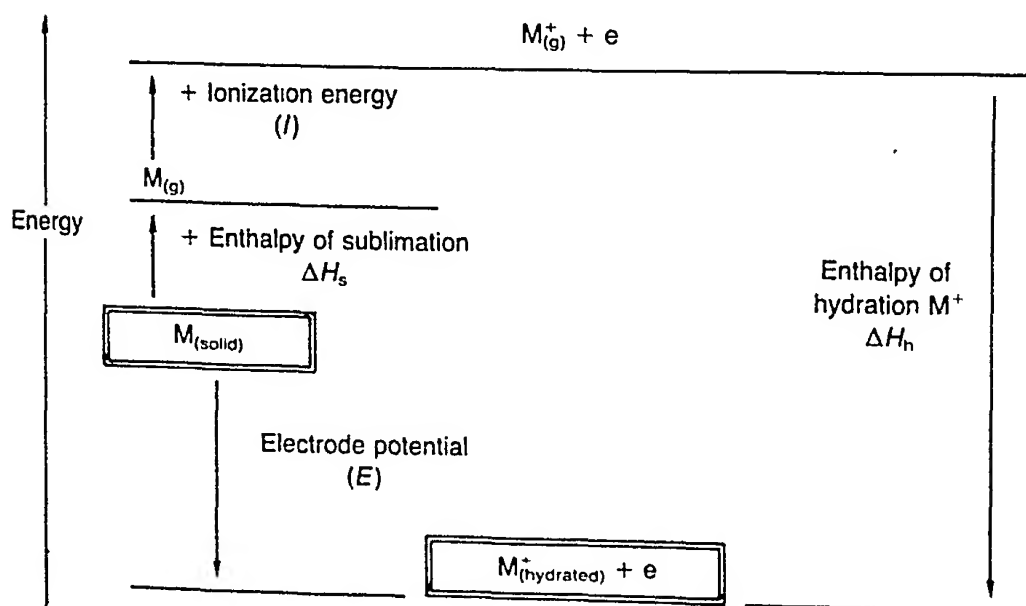 M⁺(g) + e
+ Ionization energy
(I)
M(g)
Energy
+ Enthalpy of sublimation
ΔHs
M(solid)
Enthalpy of
hydration M⁺
ΔHh
Electrode potential
(E)
M⁺(hydrated) + e